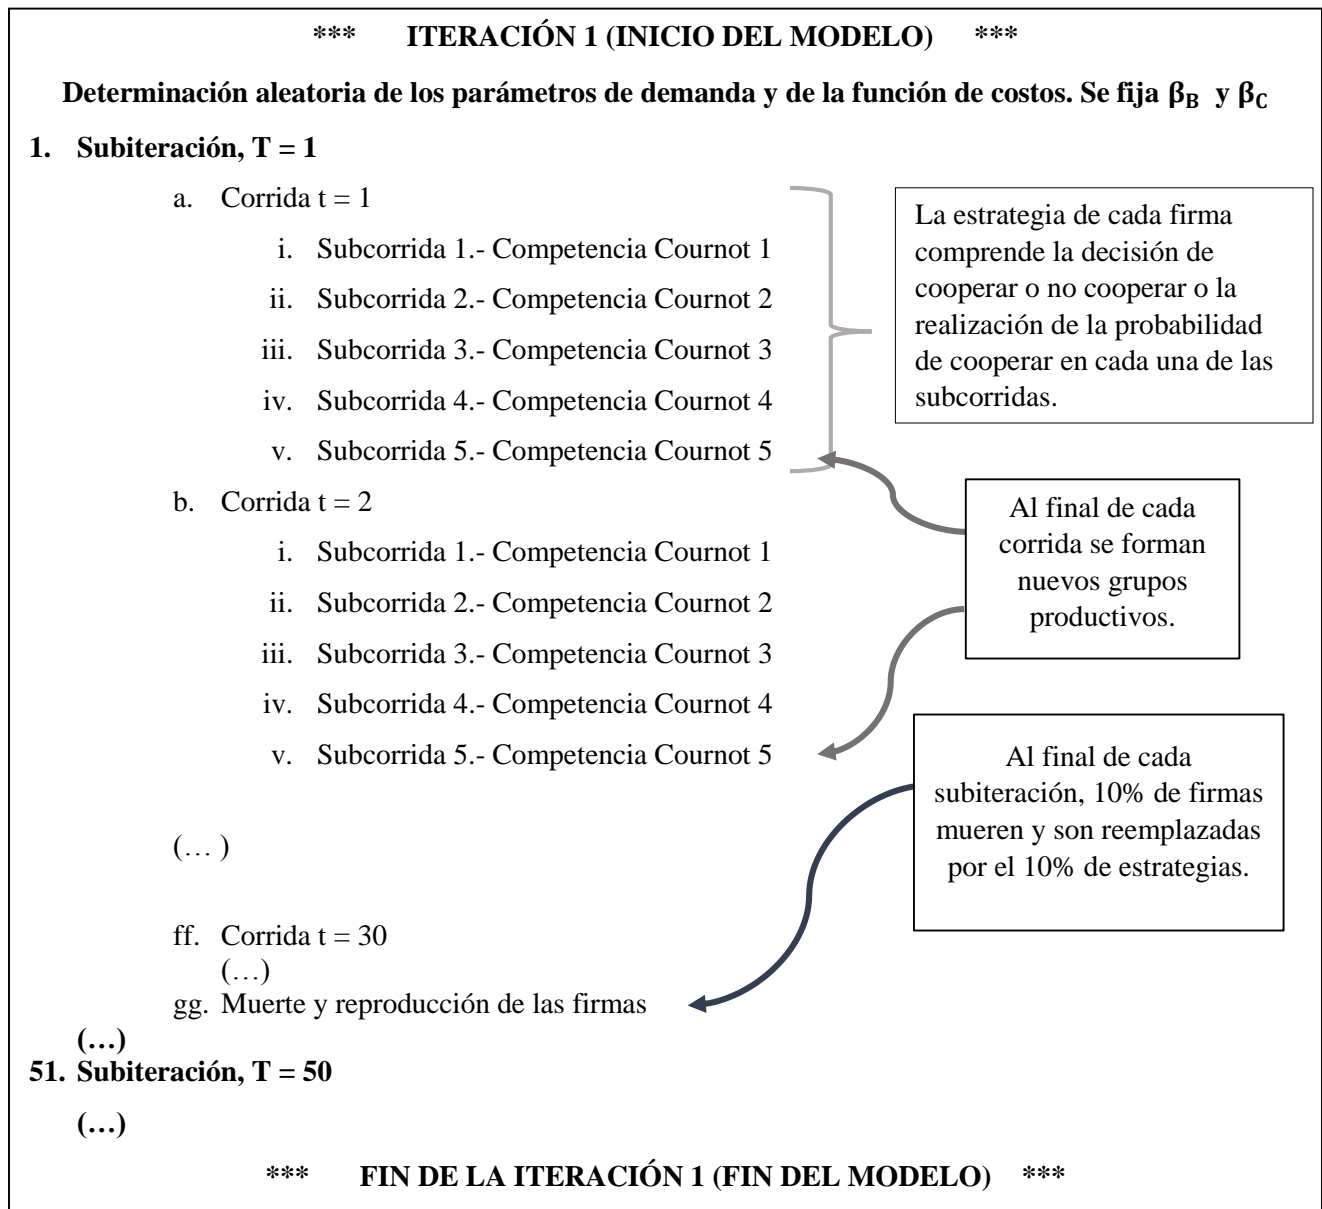 *** ITERACIÓN 1 (INICIO DEL MODELO) ***
Determinación aleatoria de los parámetros de demanda y de la función de costos. Se fija β_B y β_C
1. Subiteración, T = 1
a. Corrida t = 1
i. Subcorrida 1.- Competencia Cournot 1
ii. Subcorrida 2.- Competencia Cournot 2
iii. Subcorrida 3.- Competencia Cournot 3
iv. Subcorrida 4.- Competencia Cournot 4
v. Subcorrida 5.- Competencia Cournot 5
La estrategia de cada firma
comprende la decisión de
cooperar o no cooperar o la
realización de la probabilidad
de cooperar en cada una de las
subcorridas.
b. Corrida t = 2
i. Subcorrida 1.- Competencia Cournot 1
ii. Subcorrida 2.- Competencia Cournot 2
iii. Subcorrida 3.- Competencia Cournot 3
iv. Subcorrida 4.- Competencia Cournot 4
v. Subcorrida 5.- Competencia Cournot 5
Al final de cada
corrida se forman
nuevos grupos
productivos.
(… )
Al final de cada
subiteración, 10% de firmas
mueren y son reemplazadas
por el 10% de estrategias.
ff. Corrida t = 30
(…)
gg. Muerte y reproducción de las firmas
(…)
51. Subiteración, T = 50
(…)
*** FIN DE LA ITERACIÓN 1 (FIN DEL MODELO) ***